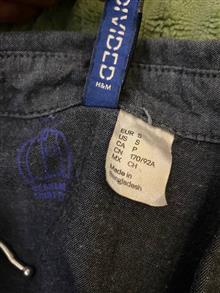 DIVIDED
H&M
EUR S
US S
CA P
CN 170/92A
MX CH
Made in
Bangladesh